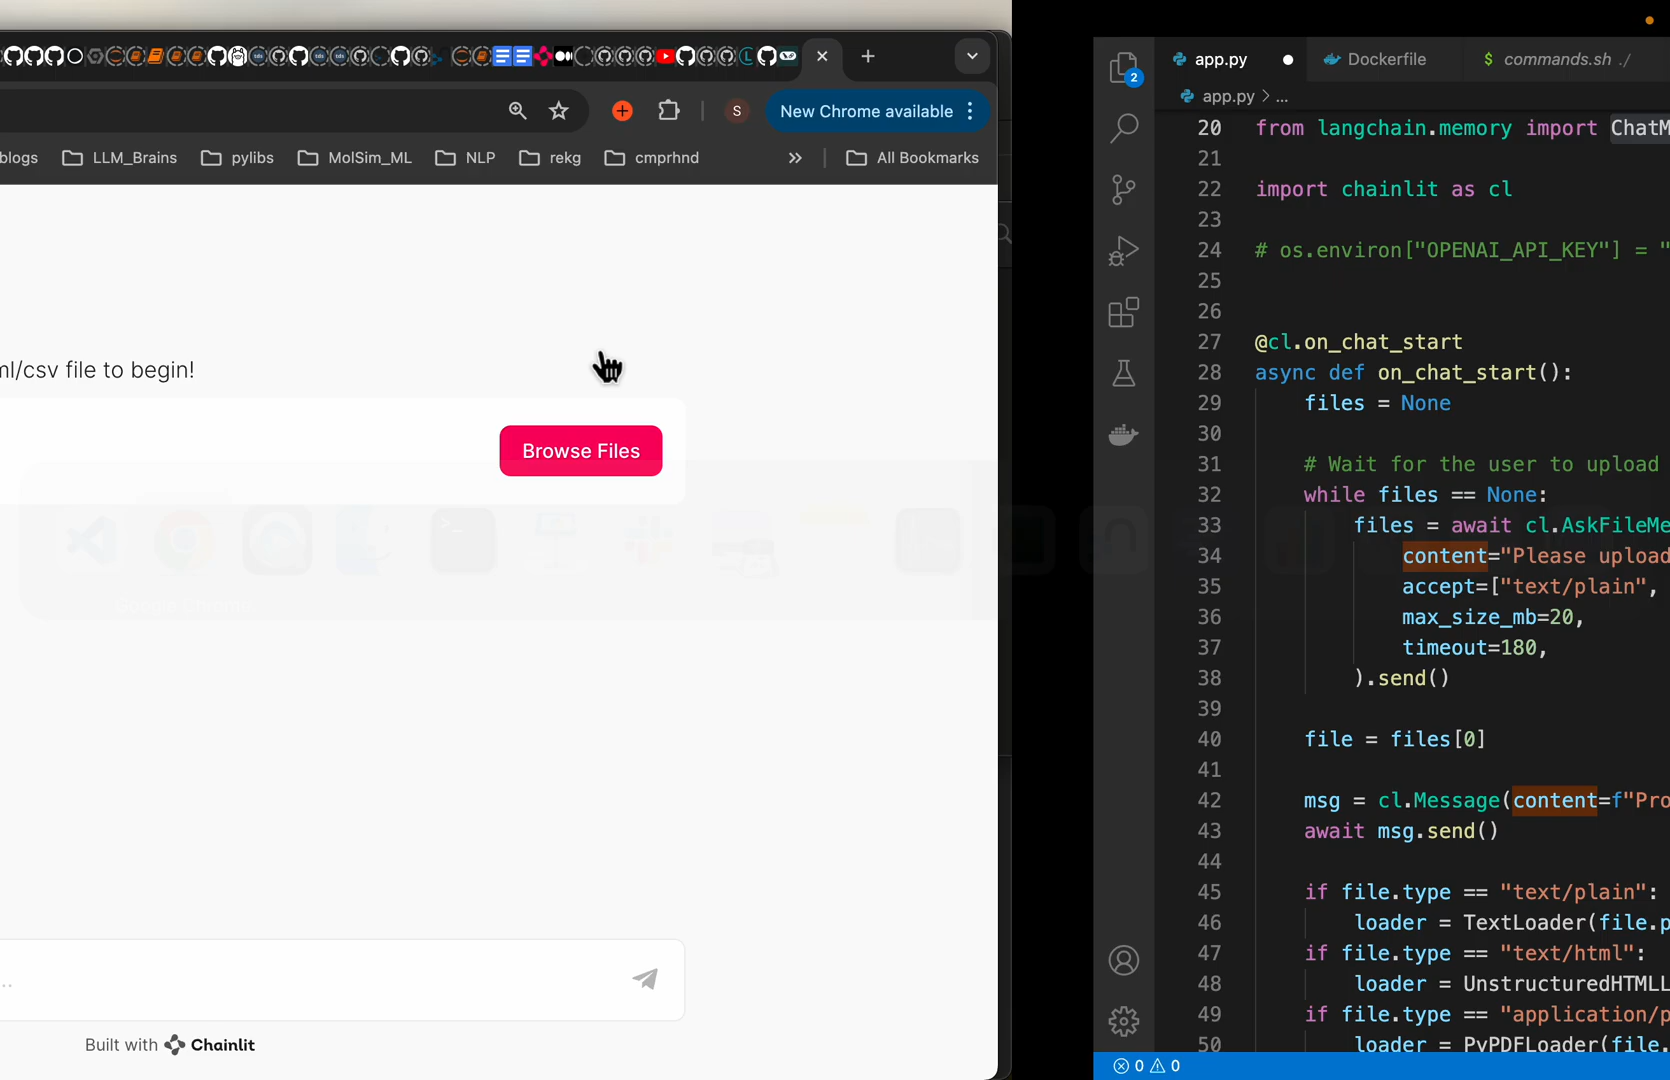 S
New Chrome available
blogs
LLM_Brains
pylibs
MolSim_ML
NLP
rekg
cmprhnd
All Bookmarks
ml/csv file to begin!
Browse Files
Google Chrome
..
Built with Chainlit
2
app.py
Dockerfile
$ commands.sh ./
app.py > ...
20 from langchain.memory import ChatM
21
22 import chainlit as cl
23
24 # os.environ["OPENAI_API_KEY"] = "
25
26
27 @cl.on_chat_start
28 async def on_chat_start():
29 files = None
30
31 # Wait for the user to upload
32 while files == None:
33 files = await cl.AskFileMe
34 content="Please upload
35 accept=["text/plain",
36 max_size_mb=20,
37 timeout=180,
38 ).send()
39
40 file = files[0]
41
42 msg = cl.Message(content=f"Pro
43 await msg.send()
44
45 if file.type == "text/plain":
46 loader = TextLoader(file.p
47 if file.type == "text/html":
48 loader = UnstructuredHTMLL
49 if file.type == "application/p
50 loader = PyPDFLoader(file.
0 0